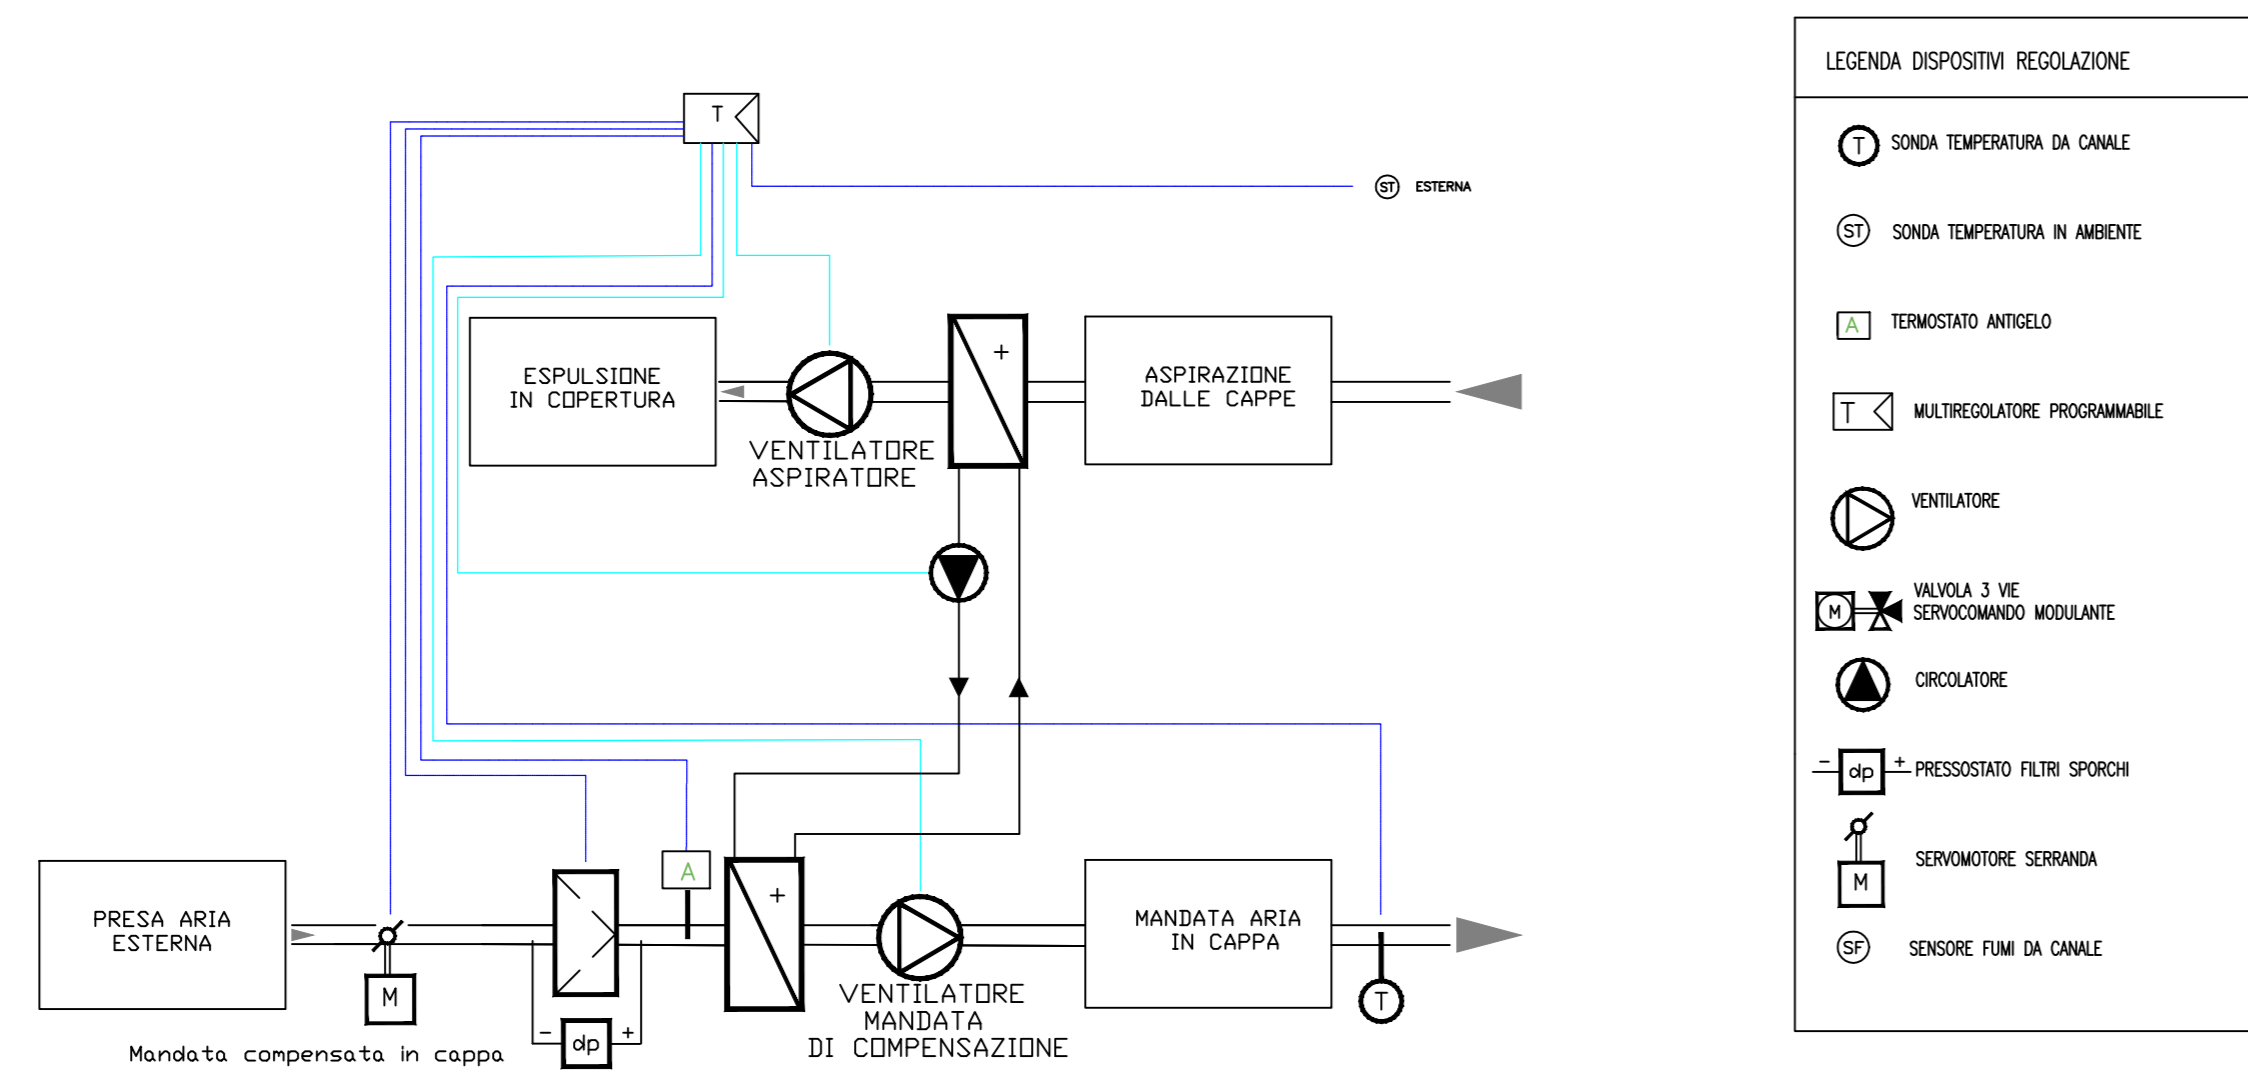 T
ST ESTERNA
ESPULSIONE
IN COPERTURA
VENTILATORE
ASPIRATORE
+
ASPIRAZIONE
DALLE CAPPE
PRESA ARIA
ESTERNA
M
Mandata compensata in cappa
- dp +
A
+
VENTILATORE
MANDATA
DI COMPENSAZIONE
MANDATA ARIA
IN CAPPA
T
LEGENDA DISPOSITIVI REGOLAZIONE
T SONDA TEMPERATURA DA CANALE
ST SONDA TEMPERATURA IN AMBIENTE
A TERMOSTATO ANTIGELO
T MULTIREGOLATORE PROGRAMMABILE
VENTILATORE
VALVOLA 3 VIE
M SERVOCOMANDO MODULANTE
CIRCOLATORE
- dp + PRESSOSTATO FILTRI SPORCHI
SERVOMOTORE SERRANDA
M
SF SENSORE FUMI DA CANALE